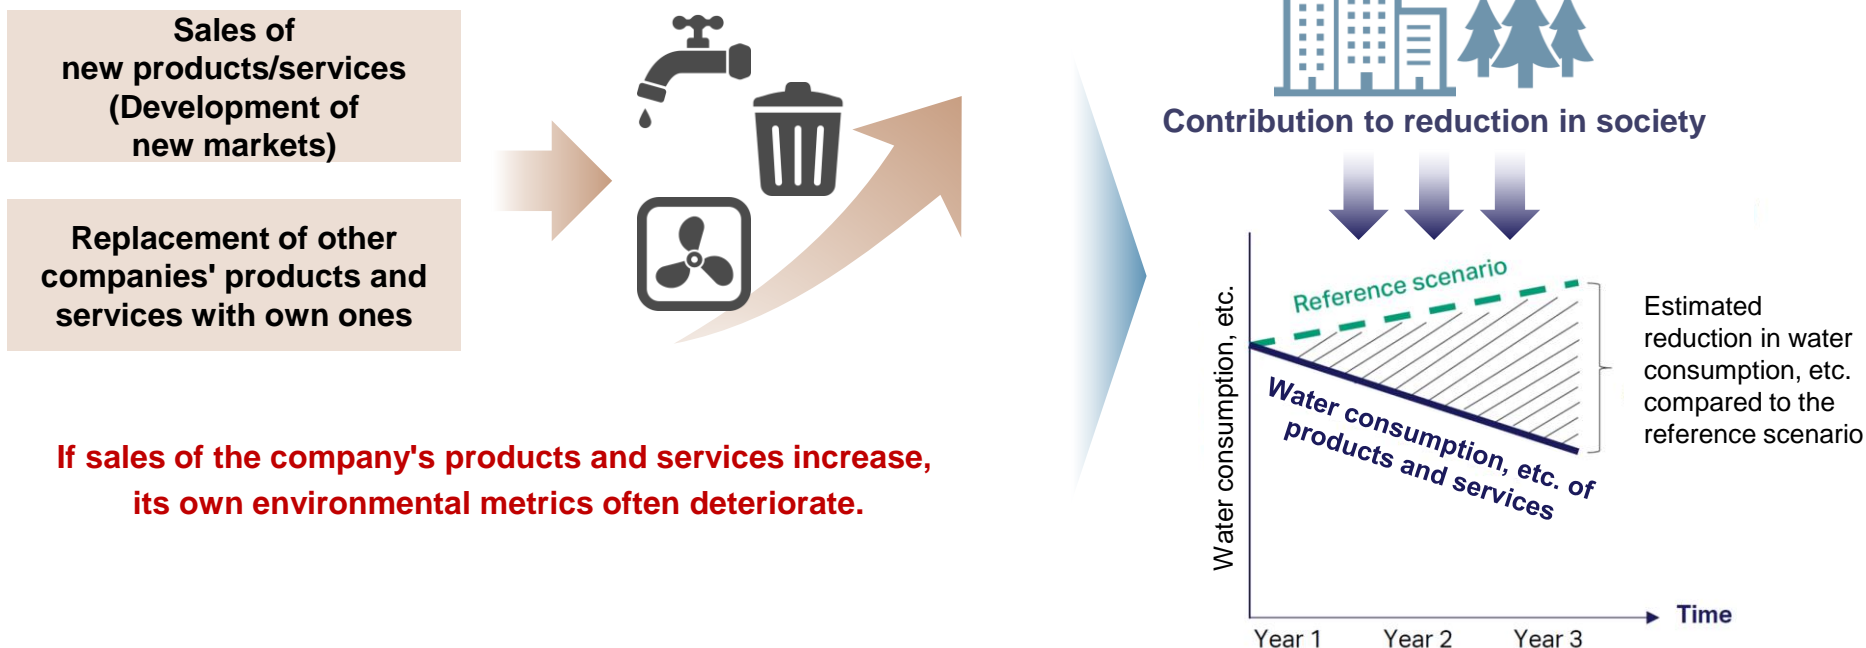 Sales of
new products/services
(Development of
new markets)
Replacement of other
companies' products and
services with own ones
If sales of the company's products and services increase,
its own environmental metrics often deteriorate.
Contribution to reduction in society
Water consumption, etc.
Reference scenario
Water consumption, etc. of
products and services
Estimated
reduction in water
consumption, etc.
compared to the
reference scenario
Time
Year 1
Year 2
Year 3